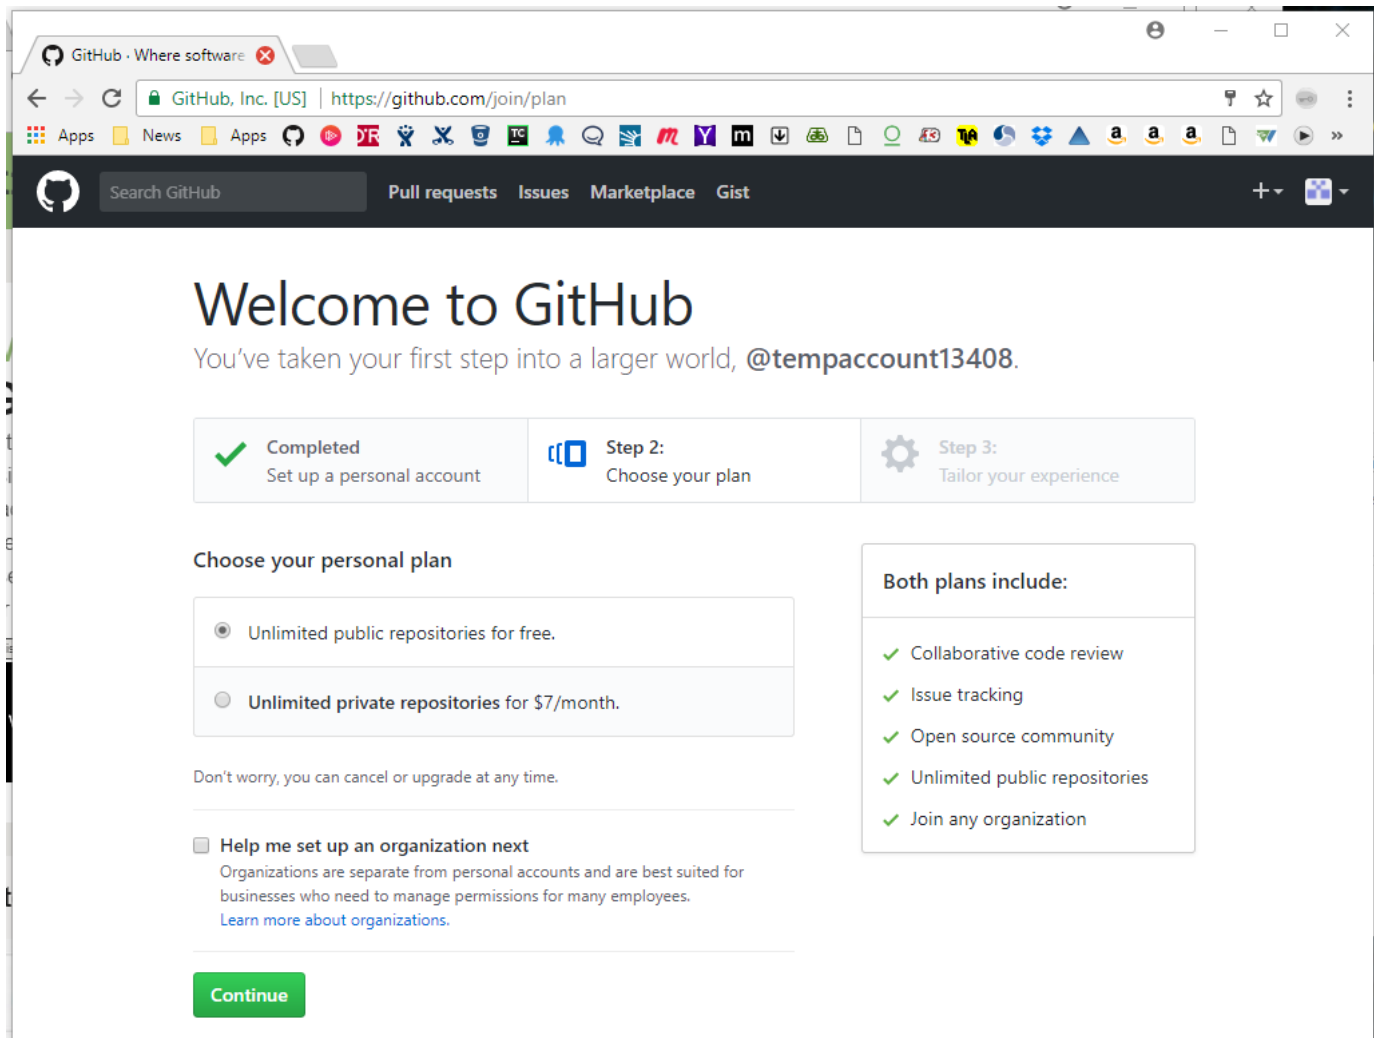 GitHub · Where software
GitHub, Inc. [US] https://github.com/join/plan
Apps News Apps
Search GitHub Pull requests Issues Marketplace Gist
Welcome to GitHub
You've taken your first step into a larger world, @tempaccount13408.
Completed
Set up a personal account
Step 2:
Choose your plan
Step 3:
Tailor your experience
Choose your personal plan
Unlimited public repositories for free.
Unlimited private repositories for $7/month.
Don't worry, you can cancel or upgrade at any time.
Help me set up an organization next
Organizations are separate from personal accounts and are best suited for
businesses who need to manage permissions for many employees.
Learn more about organizations.
Continue
Both plans include:
Collaborative code review
Issue tracking
Open source community
Unlimited public repositories
Join any organization